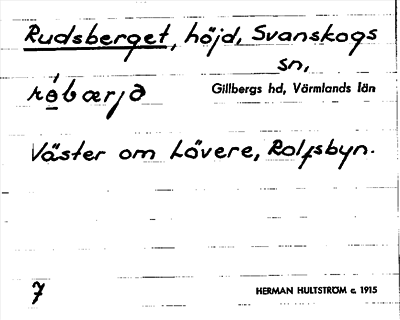 Rudsberget, höjd, Svanskogs
sn,
Gillbergs hd, Värmlands län
Väster om Lövere, Rolfsbyn.
7
HERMAN HULTSTRÖM c. 1915